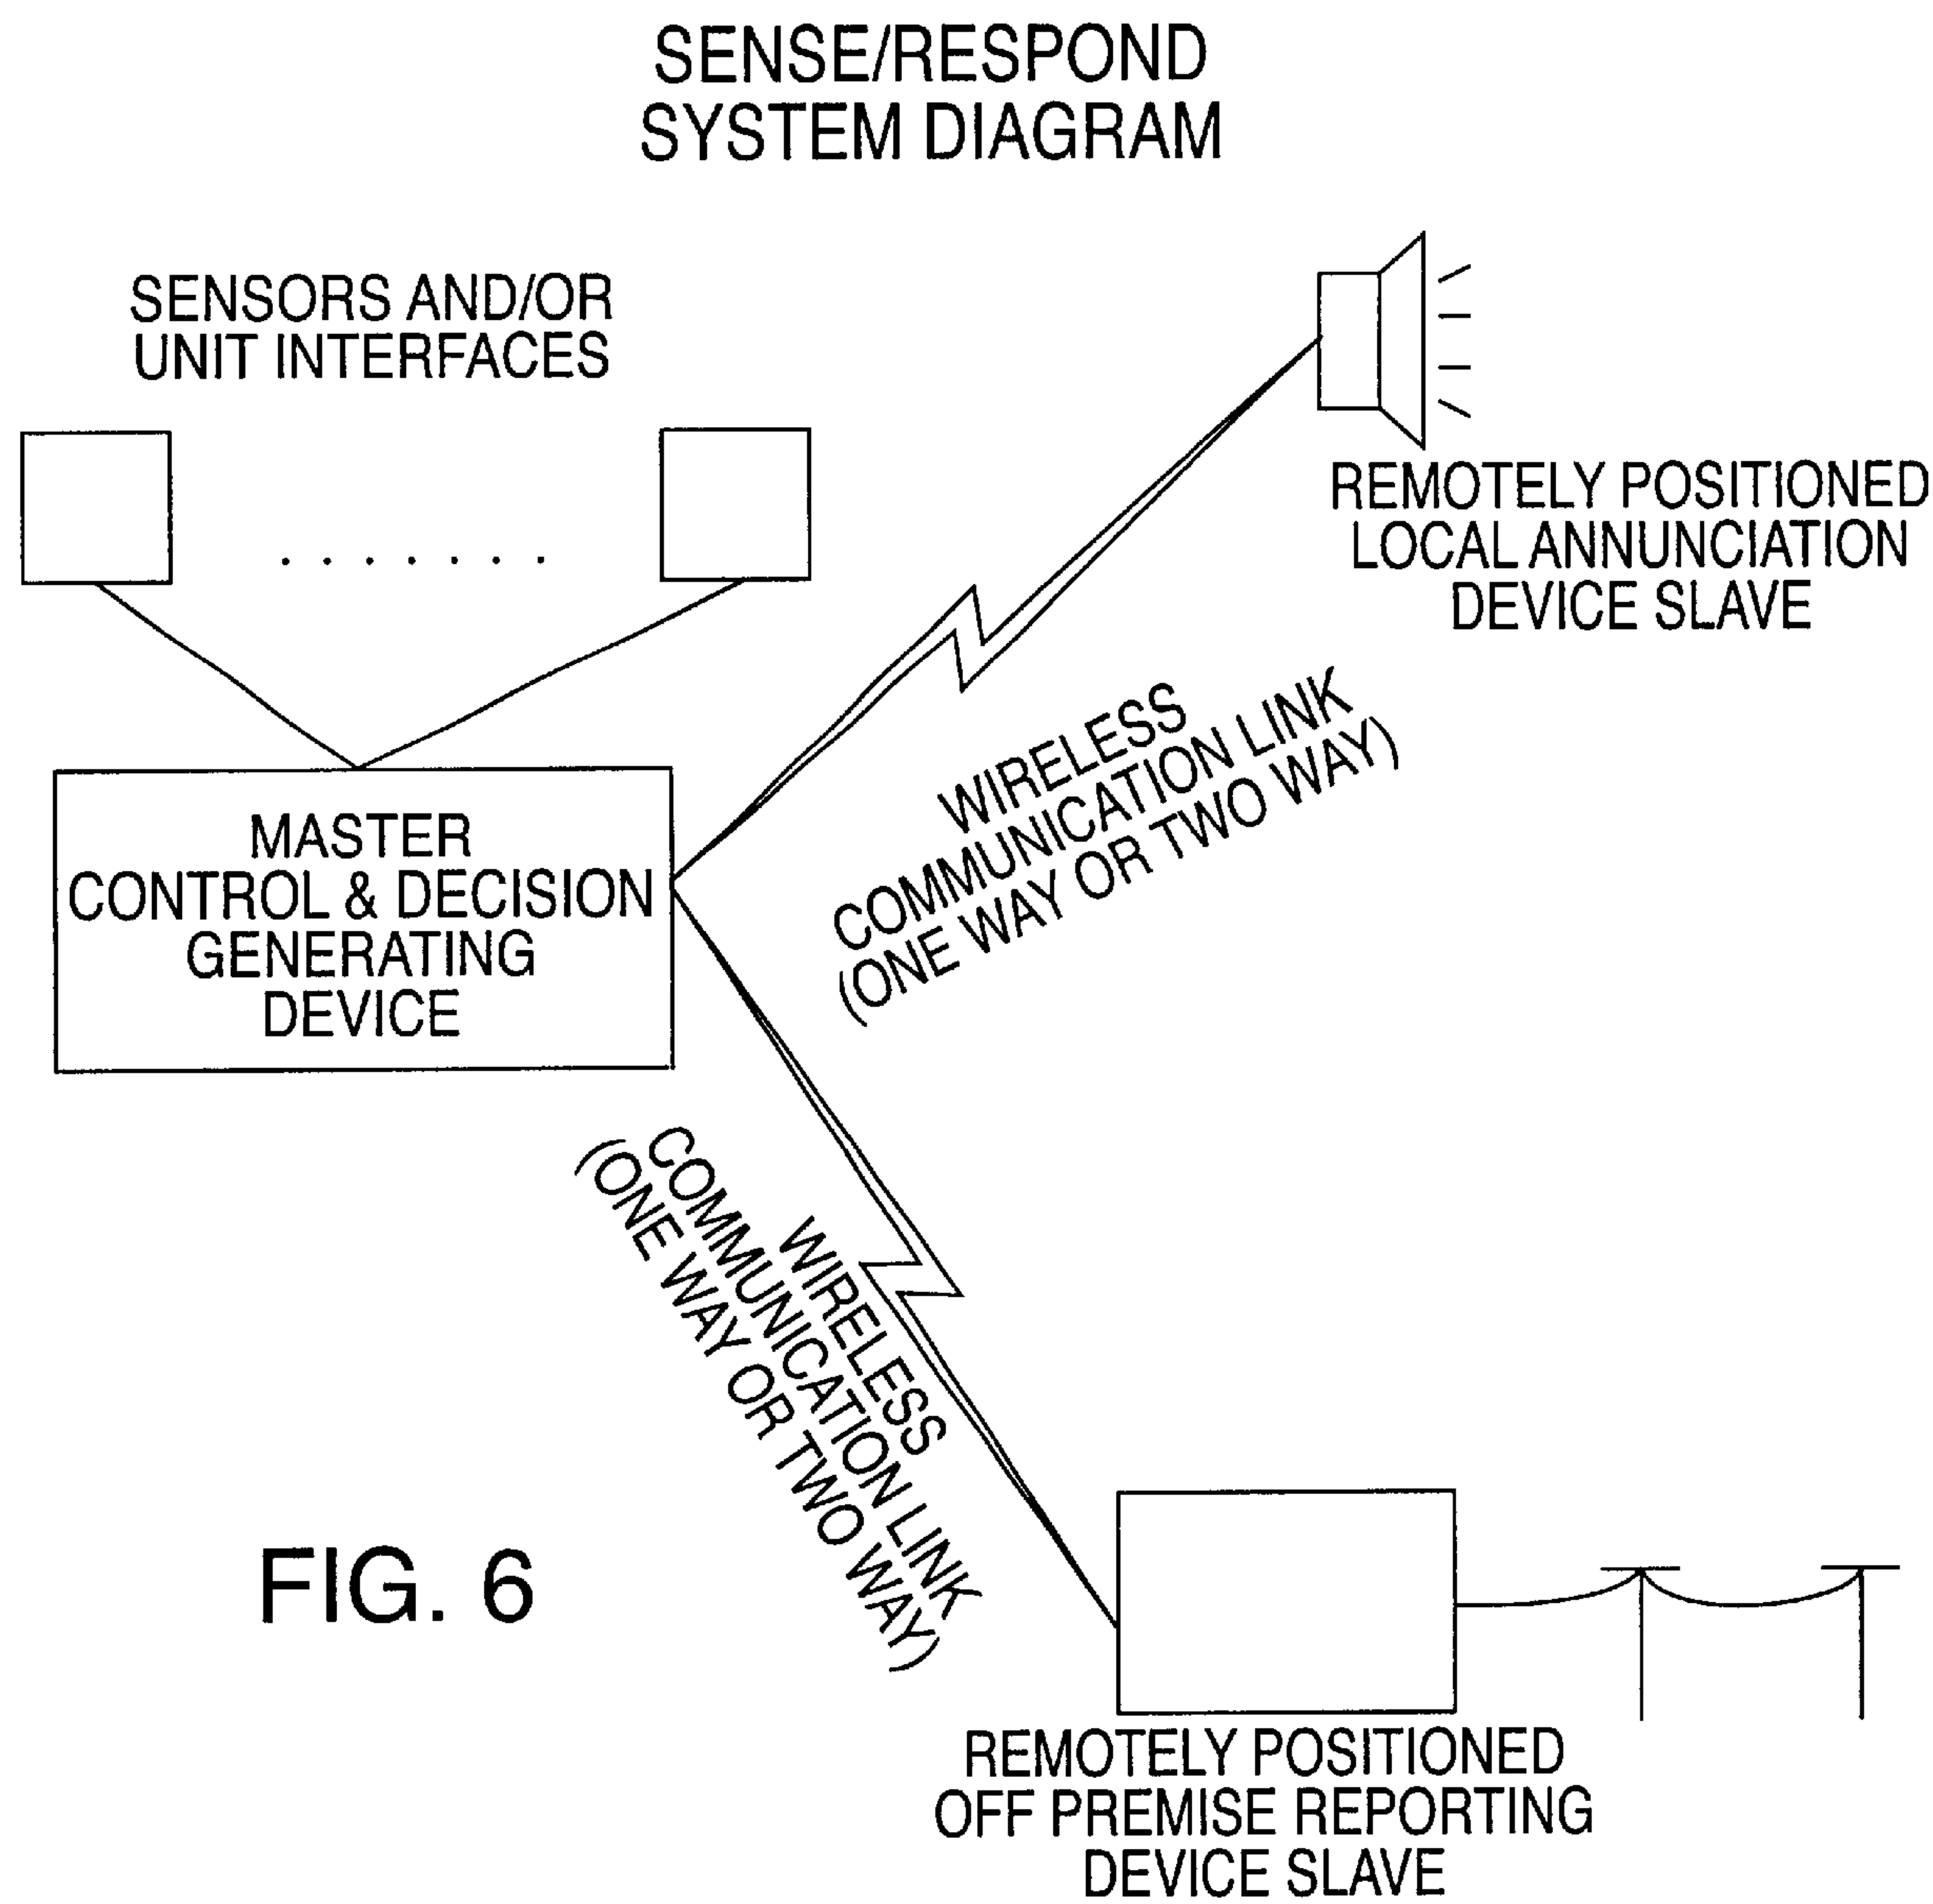 SENSE/RESPOND
SYSTEM DIAGRAM
SENSORS AND/OR
UNIT INTERFACES
REMOTELY POSITIONED
LOCAL ANNUNCIATION
DEVICE SLAVE
MASTER
CONTROL & DECISION
GENERATING
DEVICE
WIRELESS
COMMUNICATION LINK
(ONE WAY OR TWO WAY)
WIRELESS
COMMUNICATION LINK
(ONE WAY OR TWO WAY)
FIG. 6
REMOTELY POSITIONED
OFF PREMISE REPORTING
DEVICE SLAVE